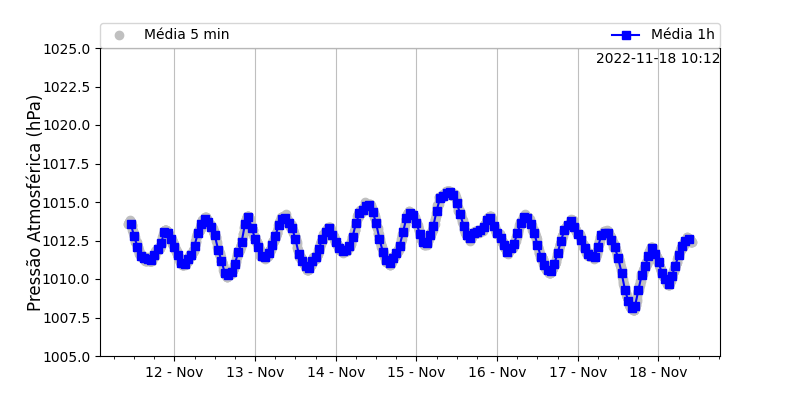 Média 5 min
Média 1h
2022-11-18 10:12
Pressão Atmosférica (hPa)
1025.0
1022.5
1020.0
1017.5
1015.0
1012.5
1010.0
1007.5
1005.0
12 - Nov
13 - Nov
14 - Nov
15 - Nov
16 - Nov
17 - Nov
18 - Nov